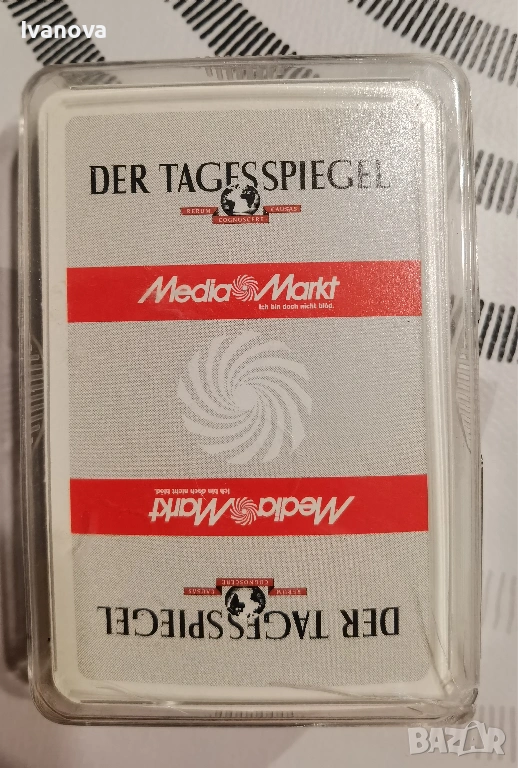 Ivanova
DER TAGESSPIEGEL
RERUM CAUSAS
COGNOSCERE
Media Markt
Ich bin doch nicht blöd.
Media Markt
Ich bin doch nicht blöd.
COGNOSCERE
RERUM CAUSAS
DER TAGESSPIEGEL
BAZAR